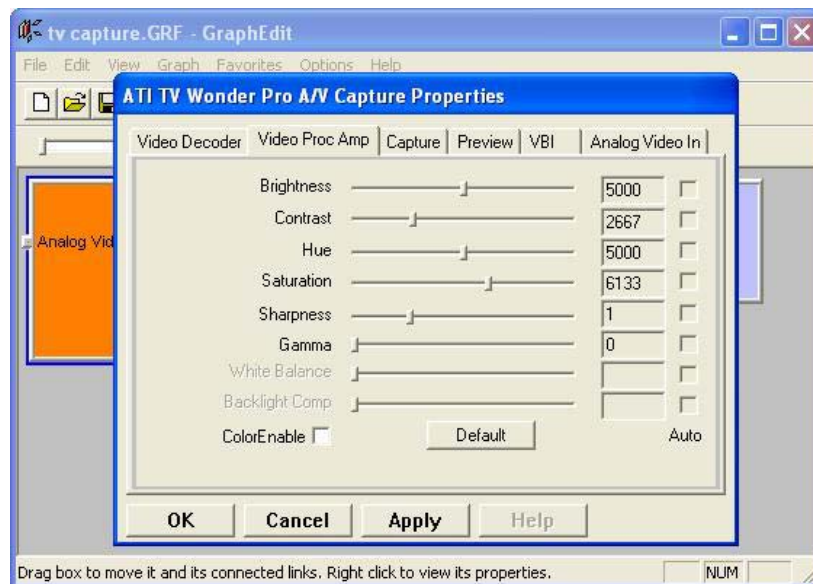 tv capture.GRF - GraphEdit
File Edit View Graph Favorites Options Help
ATI TV Wonder Pro A/V Capture Properties
Video Decoder Video Proc Amp Capture Preview VBI Analog Video In
Analog Vid
Brightness 5000
Contrast 2667
Hue 5000
Saturation 6133
Sharpness 1
Gamma 0
White Balance
Backlight Comp
ColorEnable Default Auto
OK Cancel Apply Help
Drag box to move it and its connected links. Right click to view its properties. NUM